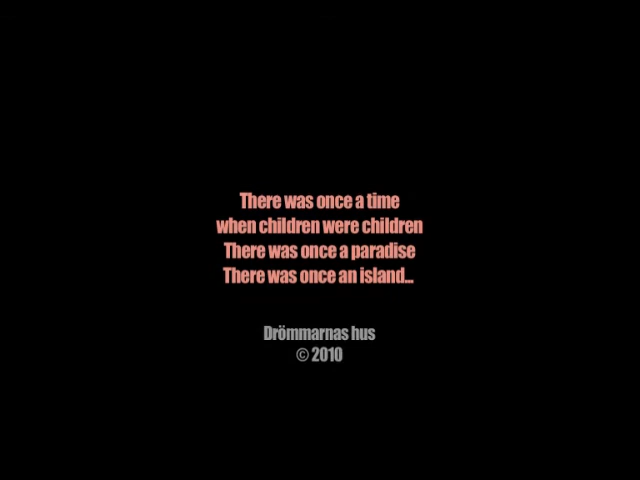 There was once a time
when children were children
There was once a paradise
There was once an island...
Drömmarnas hus
© 2010